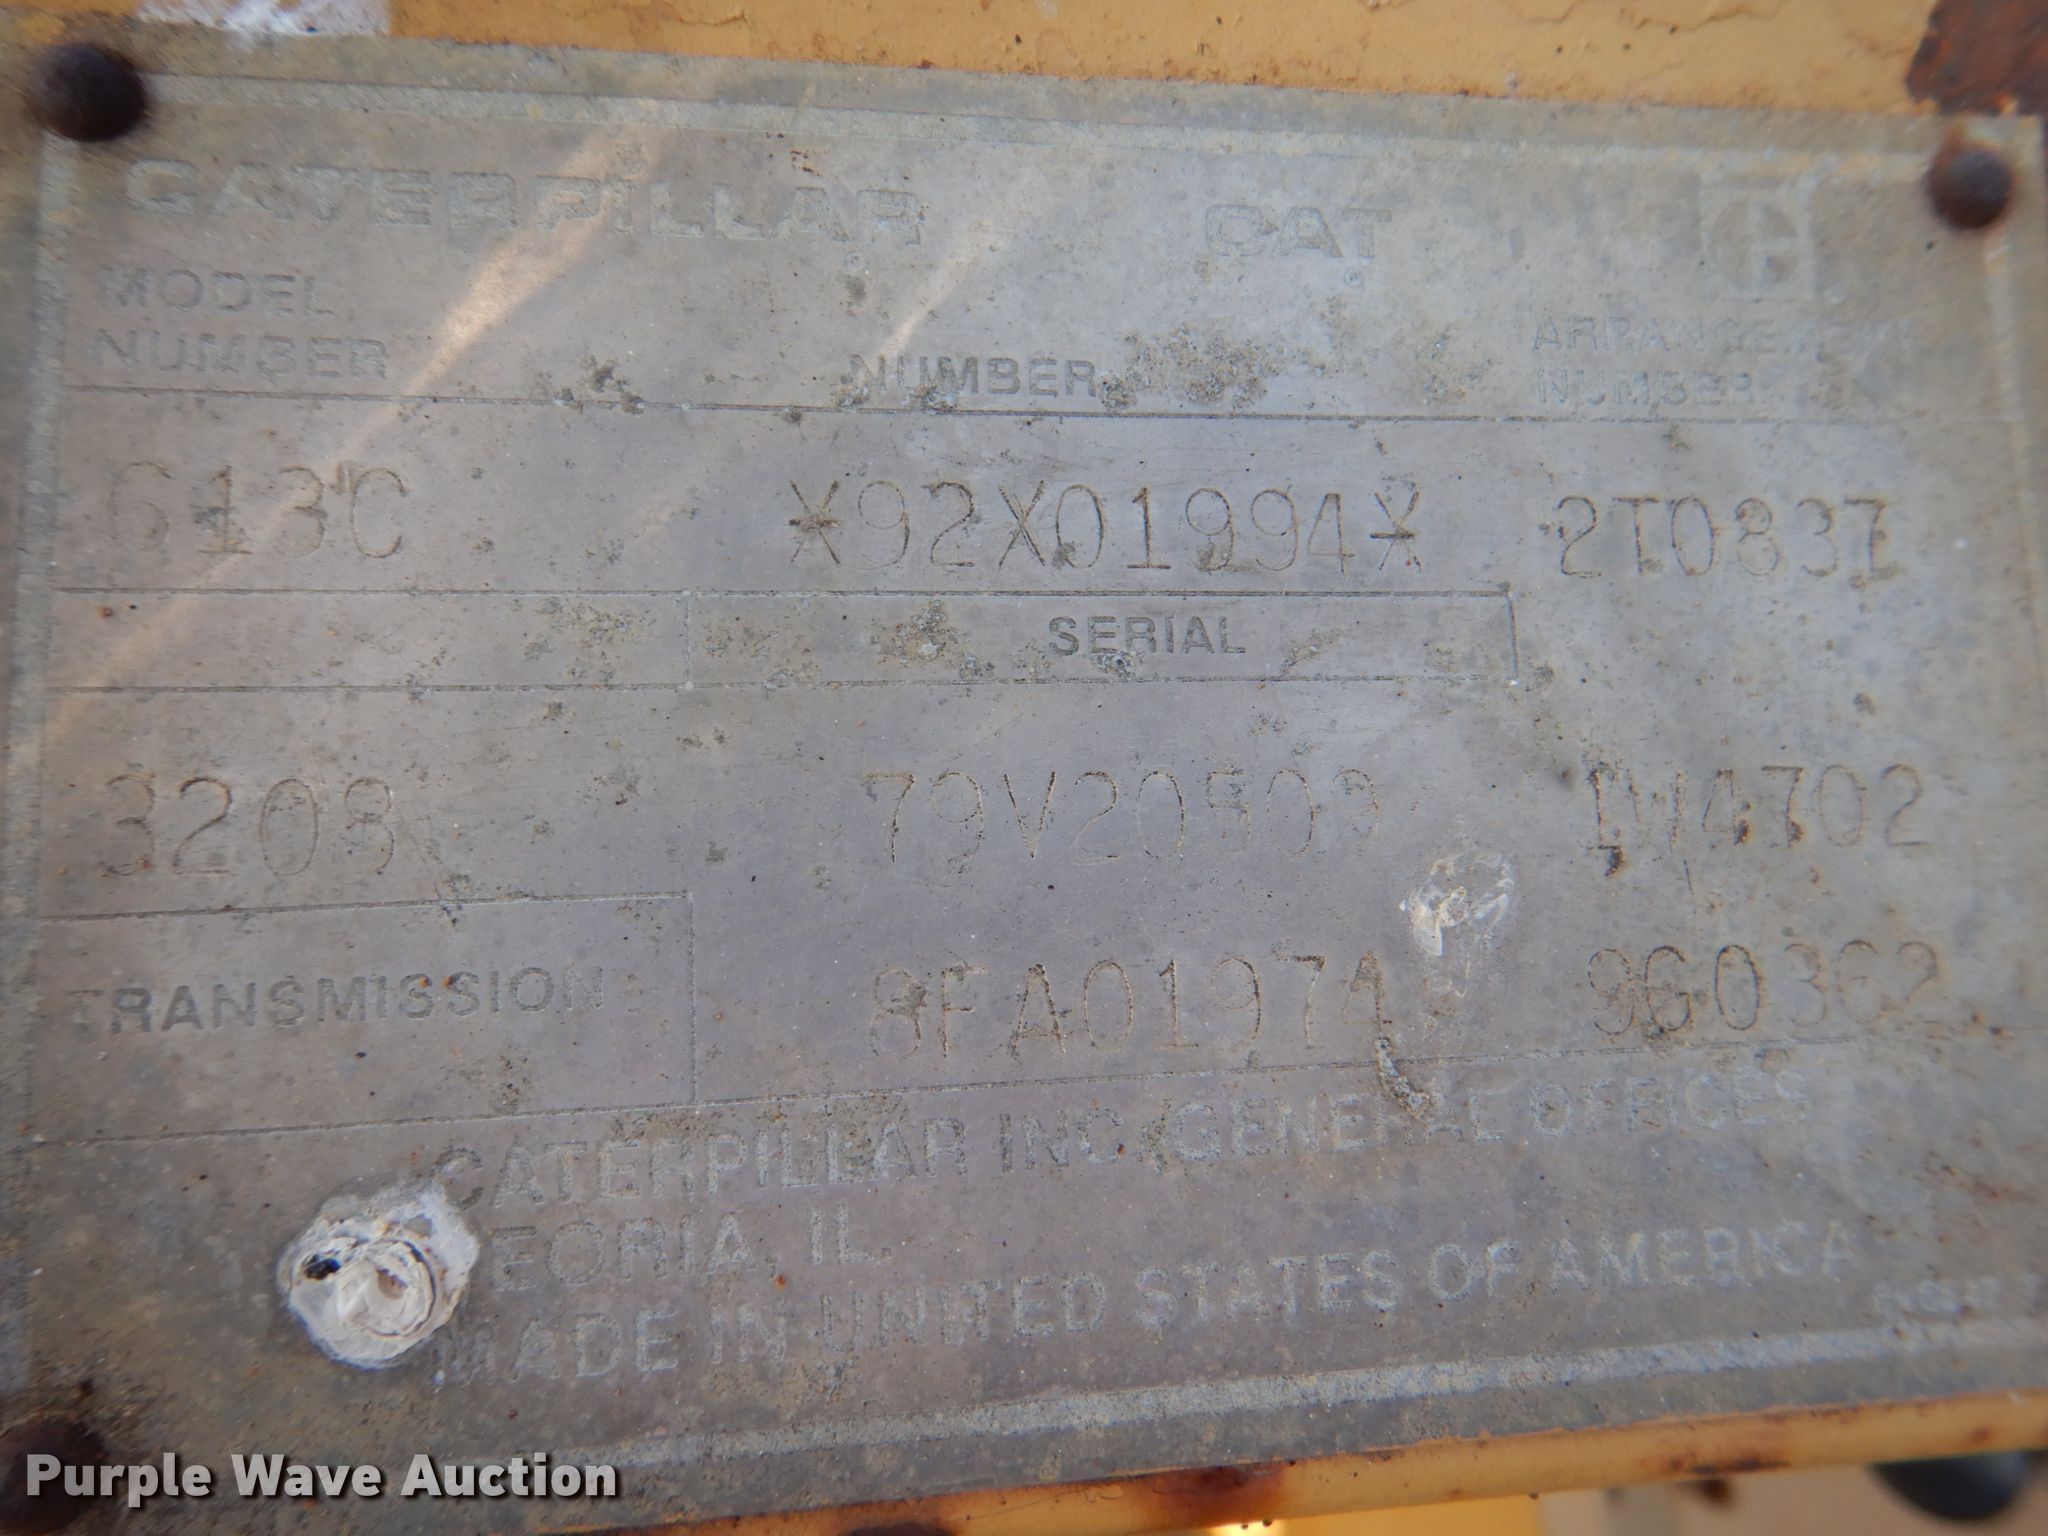 CATERPILLAR CAT
MODEL
NUMBER NUMBER ARRANGEMENT
NUMBER
613C *92X01994* 2T0837
SERIAL
3208 79V20509 1W4702
TRANSMISSION 8FA01974 9G0362
CATERPILLAR INC. GENERAL OFFICES
PEORIA, IL.
MADE IN UNITED STATES OF AMERICA
Purple Wave Auction